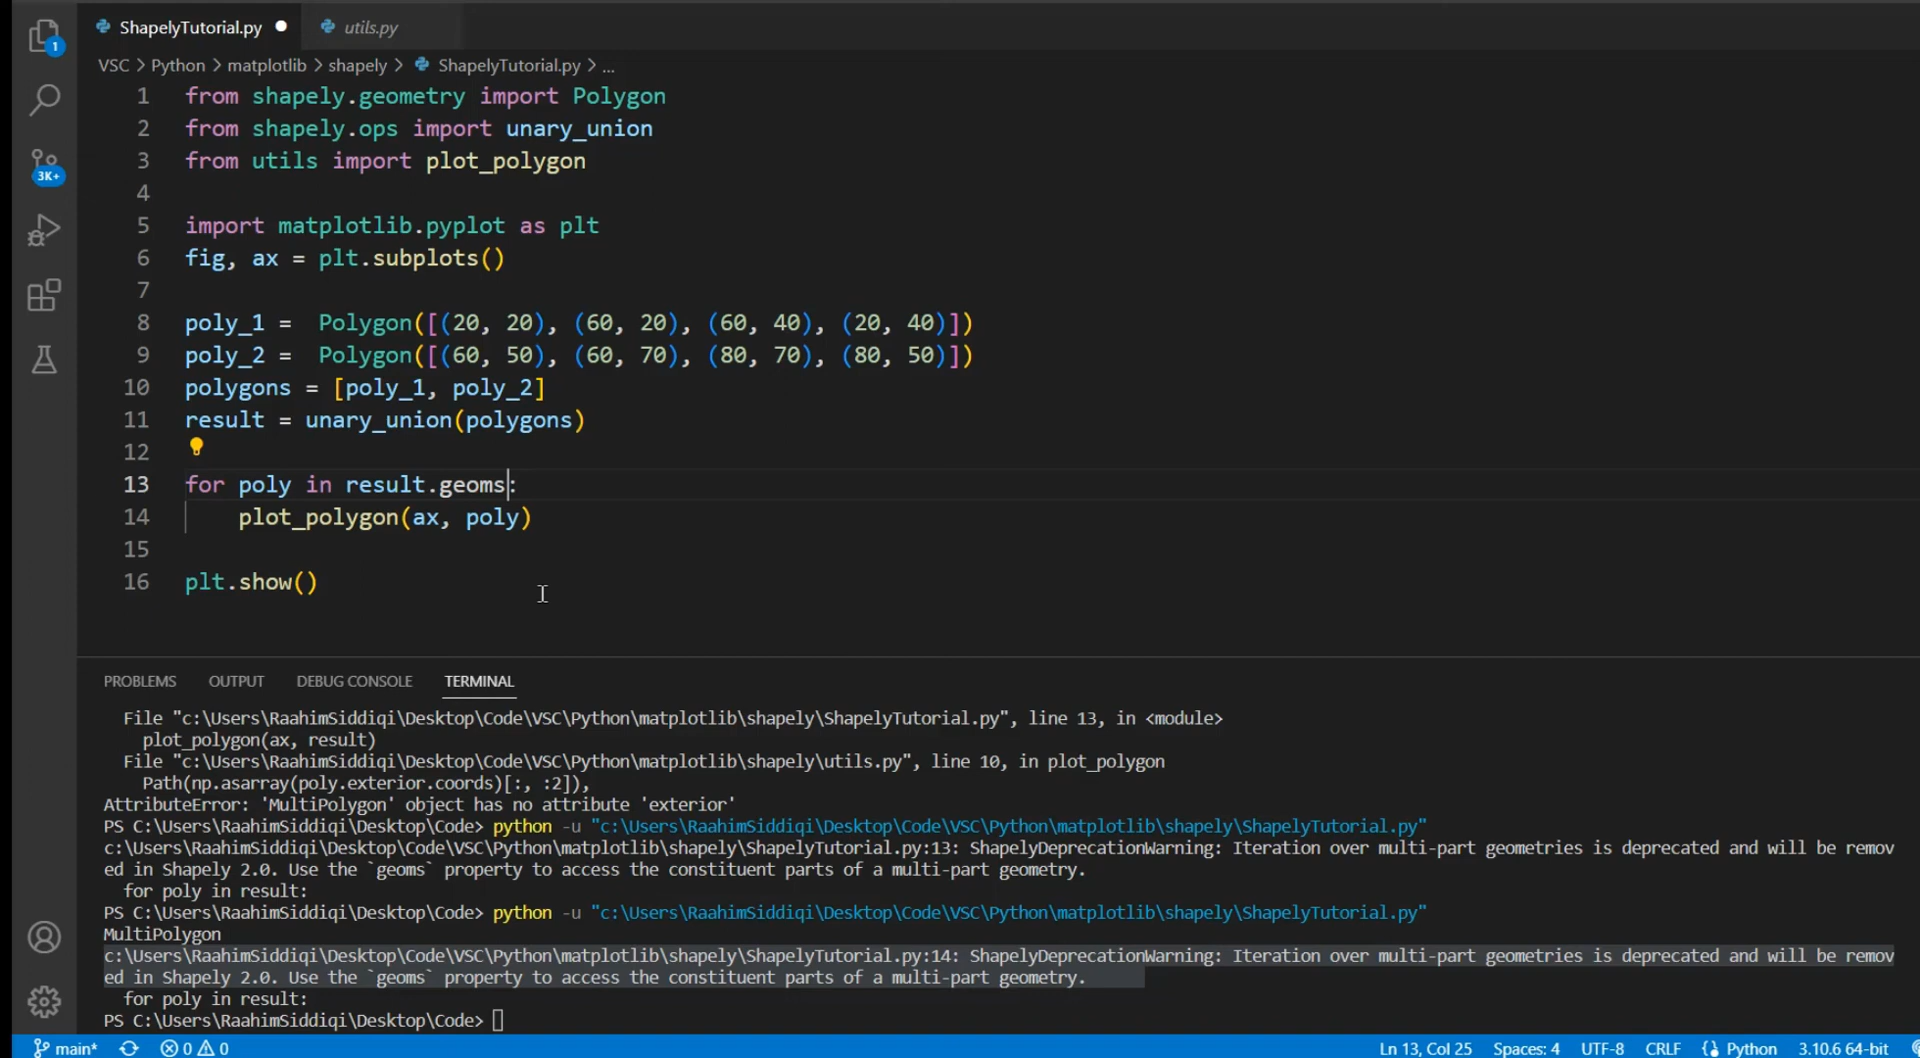 ShapelyTutorial.py utils.py
1
VSC > Python > matplotlib > shapely > ShapelyTutorial.py > ...
1 from shapely.geometry import Polygon
2 from shapely.ops import unary_union
3 from utils import plot_polygon
3K+
4
5 import matplotlib.pyplot as plt
6 fig, ax = plt.subplots()
7
8 poly_1 =  Polygon([(20, 20), (60, 20), (60, 40), (20, 40)])
9 poly_2 =  Polygon([(60, 50), (60, 70), (80, 70), (80, 50)])
10 polygons = [poly_1, poly_2]
11 result = unary_union(polygons)
12
13 for poly in result.geoms:
14     plot_polygon(ax, poly)
15
16 plt.show()
PROBLEMS OUTPUT DEBUG CONSOLE TERMINAL
File "c:\Users\RaahimSiddiqi\Desktop\Code\VSC\Python\matplotlib\shapely\ShapelyTutorial.py", line 13, in <module>
plot_polygon(ax, result)
File "c:\Users\RaahimSiddiqi\Desktop\Code\VSC\Python\matplotlib\shapely\utils.py", line 10, in plot_polygon
Path(np.asarray(poly.exterior.coords)[:, :2]),
AttributeError: 'MultiPolygon' object has no attribute 'exterior'
PS C:\Users\RaahimSiddiqi\Desktop\Code> python -u "c:\Users\RaahimSiddiqi\Desktop\Code\VSC\Python\matplotlib\shapely\ShapelyTutorial.py"
c:\Users\RaahimSiddiqi\Desktop\Code\VSC\Python\matplotlib\shapely\ShapelyTutorial.py:13: ShapelyDeprecationWarning: Iteration over multi-part geometries is deprecated and will be remov
ed in Shapely 2.0. Use the `geoms` property to access the constituent parts of a multi-part geometry.
for poly in result:
PS C:\Users\RaahimSiddiqi\Desktop\Code> python -u "c:\Users\RaahimSiddiqi\Desktop\Code\VSC\Python\matplotlib\shapely\ShapelyTutorial.py"
MultiPolygon
c:\Users\RaahimSiddiqi\Desktop\Code\VSC\Python\matplotlib\shapely\ShapelyTutorial.py:14: ShapelyDeprecationWarning: Iteration over multi-part geometries is deprecated and will be remov
ed in Shapely 2.0. Use the `geoms` property to access the constituent parts of a multi-part geometry.
for poly in result:
PS C:\Users\RaahimSiddiqi\Desktop\Code>
main* 0 0 Ln 13, Col 25 Spaces: 4 UTF-8 CRLF {} Python 3.10.6 64-bit